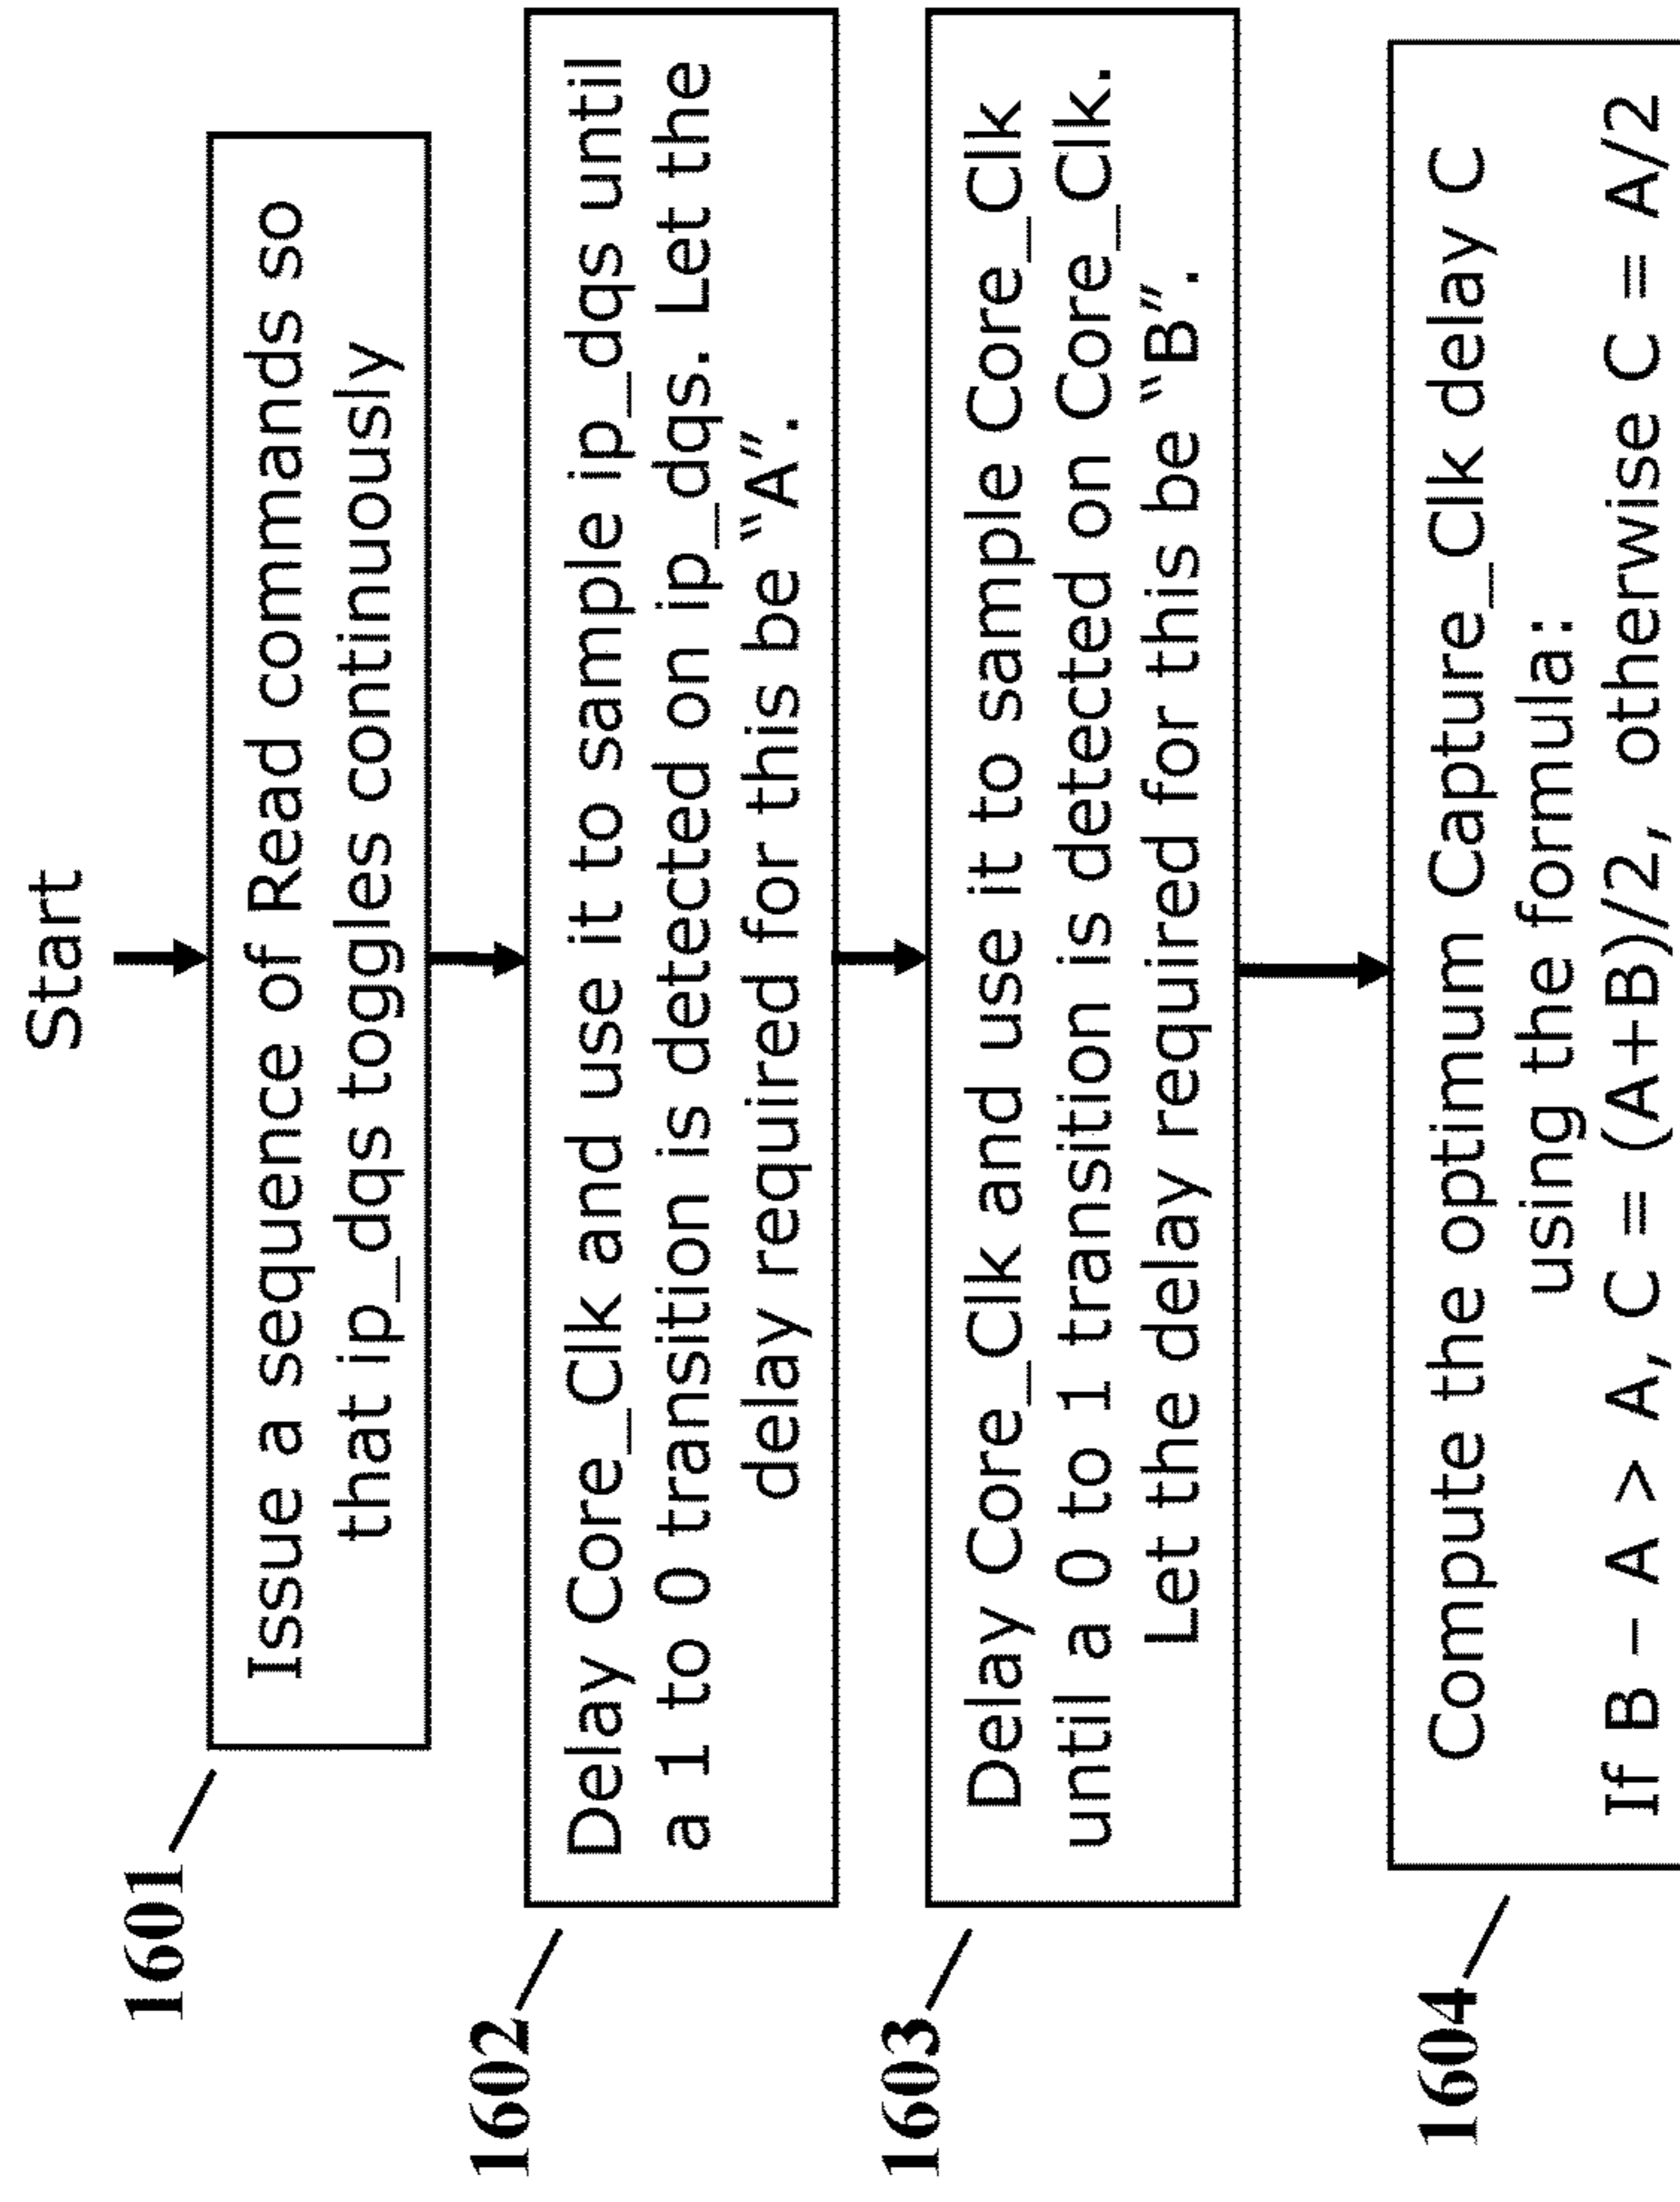 Start
1601
Issue a sequence of Read commands so
that ip_dqs toggles continuously
1602
Delay Core_Clk and use it to sample ip_dqs until
a 1 to 0 transition is detected on ip_dqs. Let the
delay required for this be “A”.
1603
Delay Core_Clk and use it to sample Core_Clk
until a 0 to 1 transition is detected on Core_Clk.
Let the delay required for this be “B”.
1604
Compute the optimum Capture_Clk delay C
using the formula:
If B – A > A, C = (A+B)/2, otherwise C = A/2